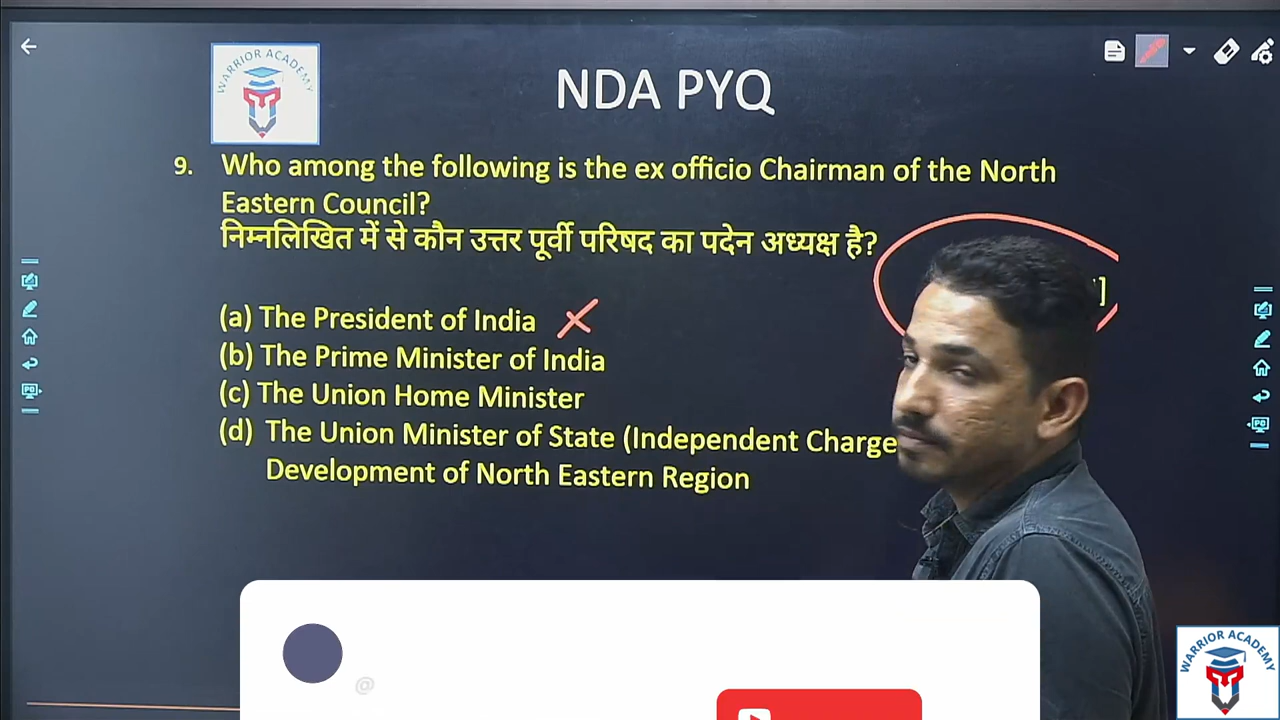 WARRIOR ACADEMY
NDA PYQ
9. Who among the following is the ex officio Chairman of the North
Eastern Council?
निम्नलिखित में से कौन उत्तर पूर्वी परिषद का पदेन अध्यक्ष है?
]
(a) The President of India
(b) The Prime Minister of India
(c) The Union Home Minister
(d) The Union Minister of State (Independent Charge
Development of North Eastern Region
@
WARRIOR ACADEMY